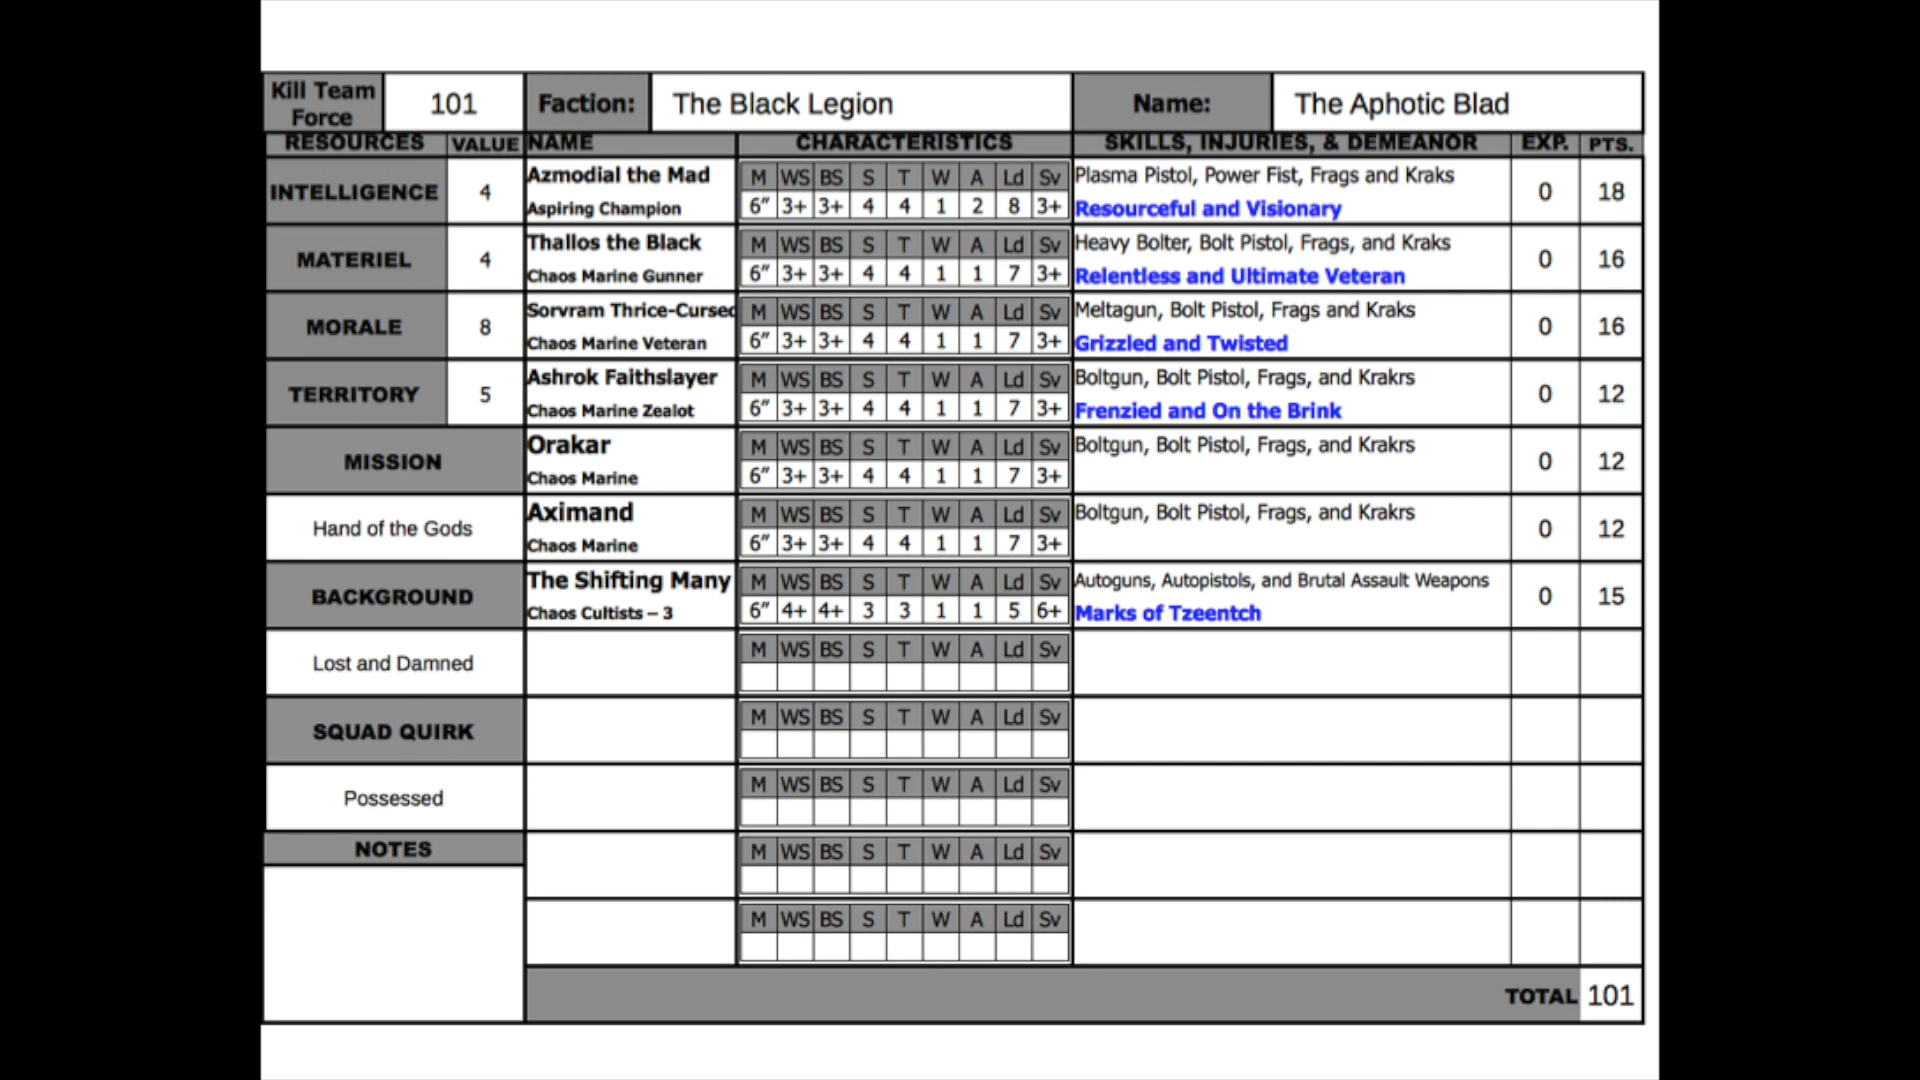 Kill Team Force 101 Faction: The Black Legion Name: The Aphotic Blad
RESOURCES VALUE NAME CHARACTERISTICS SKILLS, INJURIES, & DEMEANOR EXP. PTS.
INTELLIGENCE 4 Azmodial the Mad M WS BS S T W A Ld Sv Plasma Pistol, Power Fist, Frags and Kraks 0 18
Aspiring Champion 6" 3+ 3+ 4 4 1 2 8 3+ Resourceful and Visionary
MATERIEL 4 Thallos the Black M WS BS S T W A Ld Sv Heavy Bolter, Bolt Pistol, Frags, and Kraks 0 16
Chaos Marine Gunner 6" 3+ 3+ 4 4 1 1 7 3+ Relentless and Ultimate Veteran
MORALE 8 Sorvram Thrice-Cursed M WS BS S T W A Ld Sv Meltagun, Bolt Pistol, Frags and Kraks 0 16
Chaos Marine Veteran 6" 3+ 3+ 4 4 1 1 7 3+ Grizzled and Twisted
TERRITORY 5 Ashrok Faithslayer M WS BS S T W A Ld Sv Boltgun, Bolt Pistol, Frags, and Krakrs 0 12
Chaos Marine Zealot 6" 3+ 3+ 4 4 1 1 7 3+ Frenzied and On the Brink
MISSION Orakar M WS BS S T W A Ld Sv Boltgun, Bolt Pistol, Frags, and Krakrs 0 12
Chaos Marine 6" 3+ 3+ 4 4 1 1 7 3+
Hand of the Gods Aximand M WS BS S T W A Ld Sv Boltgun, Bolt Pistol, Frags, and Krakrs 0 12
Chaos Marine 6" 3+ 3+ 4 4 1 1 7 3+
BACKGROUND The Shifting Many M WS BS S T W A Ld Sv Autoguns, Autopistols, and Brutal Assault Weapons 0 15
Chaos Cultists – 3 6" 4+ 4+ 3 3 1 1 5 6+ Marks of Tzeentch
Lost and Damned M WS BS S T W A Ld Sv
SQUAD QUIRK M WS BS S T W A Ld Sv
Possessed M WS BS S T W A Ld Sv
NOTES M WS BS S T W A Ld Sv
M WS BS S T W A Ld Sv
TOTAL 101